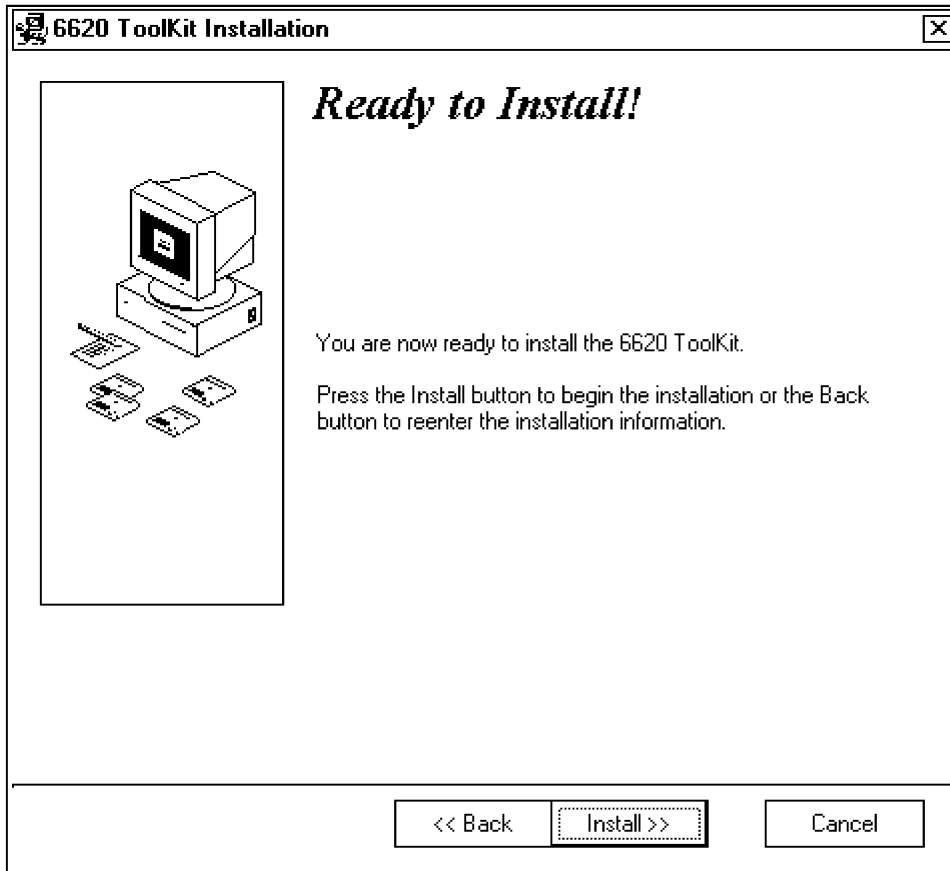 6620 ToolKit Installation
Ready to Install!
You are now ready to install the 6620 ToolKit.
Press the Install button to begin the installation or the Back
button to reenter the installation information.
<< Back
Install >>
Cancel